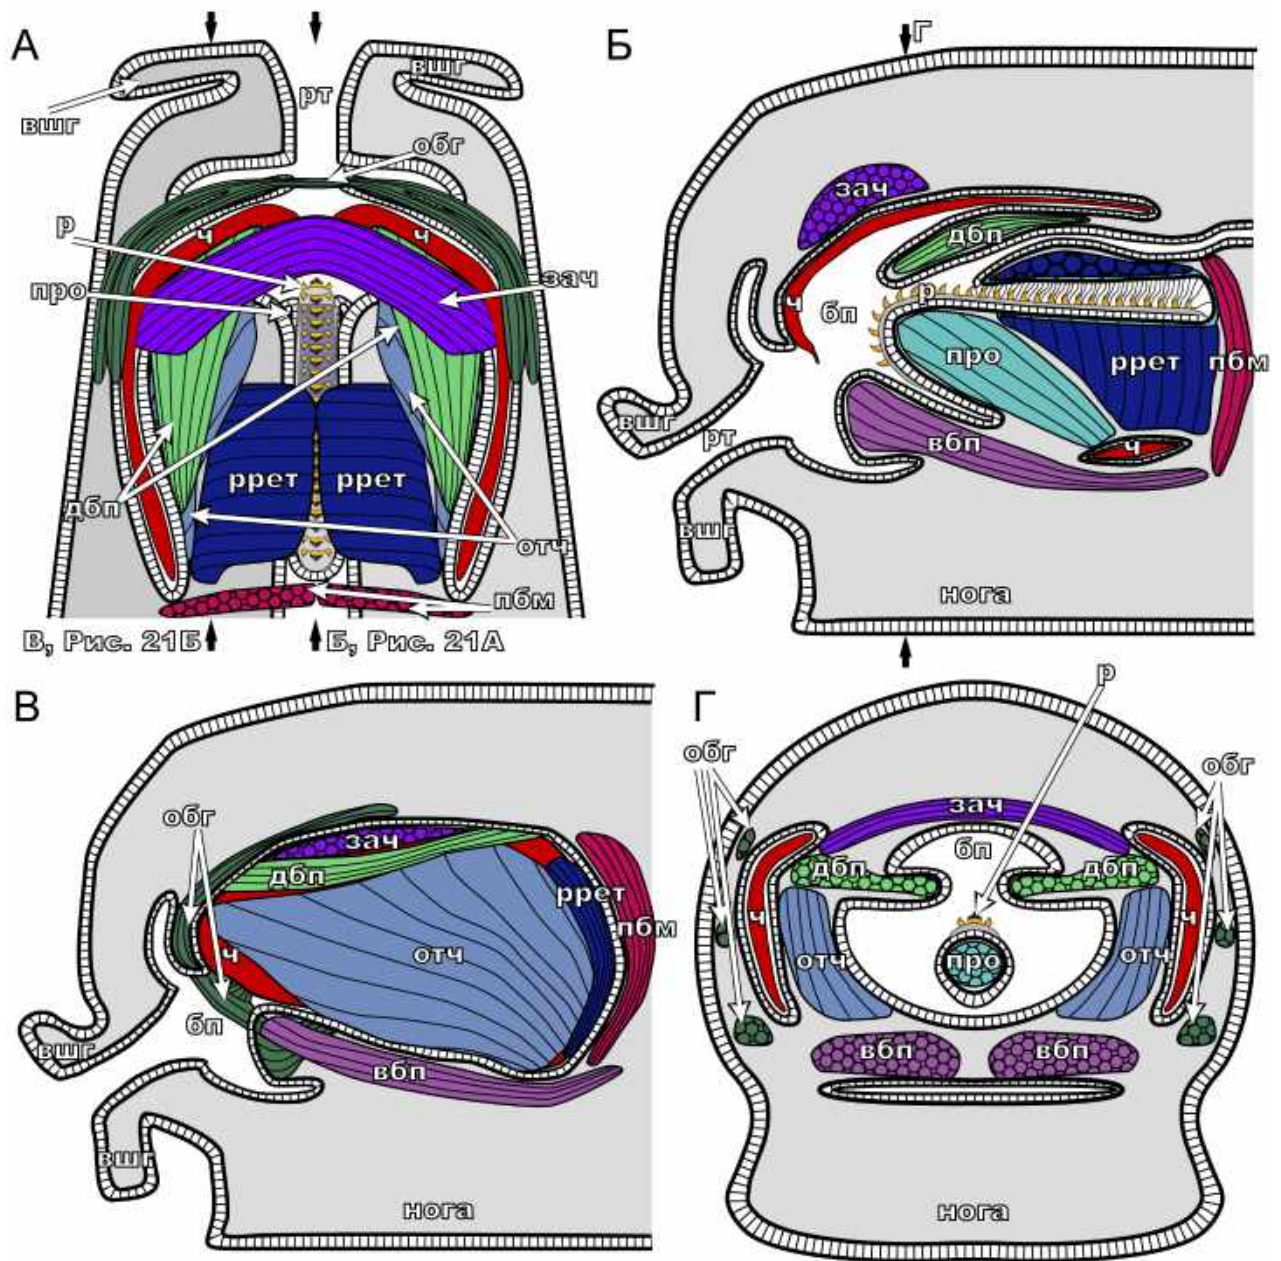 А
вшг
рт
вшг
обг
р
ч
ч
про
зач
ррет
ррет
дбп
отч
пбм
В, Рис. 21Б
Б, Рис. 21А
Б
Г
зач
дбп
ч
бп
р
про
ррет
пбм
вшг
рт
вбп
ч
вшг
нога
В
обг
зач
дбп
ррет
пбм
ч
отч
бп
вшг
вбп
вшг
нога
Г
р
обг
обг
зач
бп
дбп
дбп
ч
ч
отч
про
отч
вбп
вбп
нога